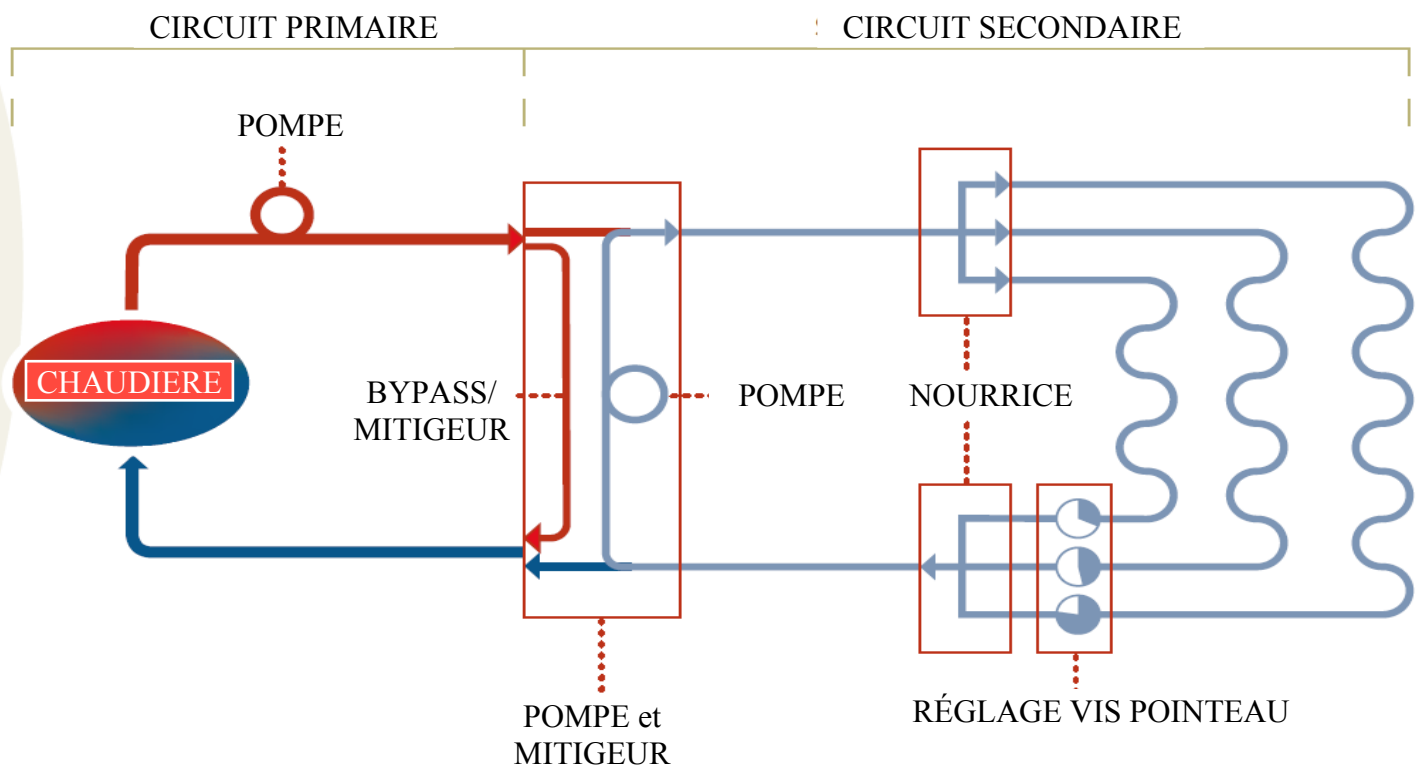 CIRCUIT PRIMAIRE
CIRCUIT SECONDAIRE
POMPE
CHAUDIERE
BYPASS/
MITIGEUR
POMPE
NOURRICE
POMPE et
MITIGEUR
RÉGLAGE VIS POINTEAU